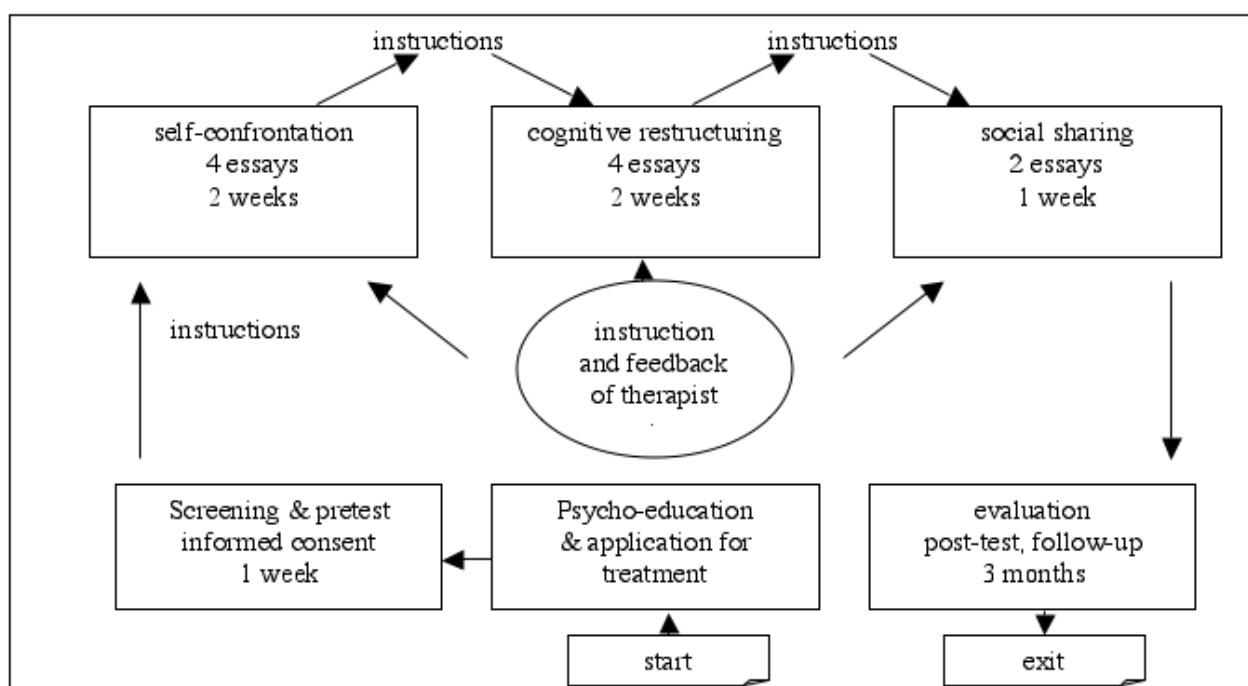 instructions
instructions
self-confrontation
4 essays
2 weeks
cognitive restructuring
4 essays
2 weeks
social sharing
2 essays
1 week
instructions
instruction
and feedback
of therapist
.
Screening & pretest
informed consent
1 week
Psycho-education
& application for
treatment
evaluation
post-test, follow-up
3 months
start
exit